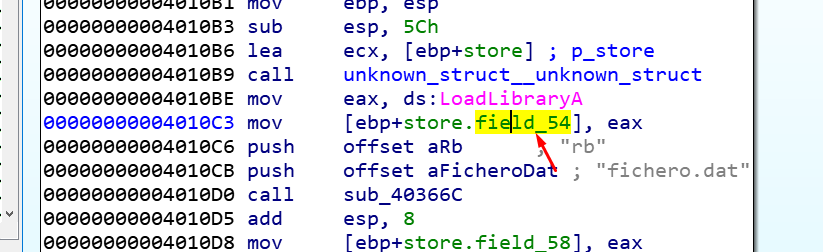 00000000004010B1 mov ebp, esp
00000000004010B3 sub esp, 5Ch
00000000004010B6 lea ecx, [ebp+store] ; p_store
00000000004010B9 call unknown_struct__unknown_struct
00000000004010BE mov eax, ds:LoadLibraryA
00000000004010C3 mov [ebp+store.field_54], eax
00000000004010C6 push offset aRb ; "rb"
00000000004010CB push offset aFicheroDat ; "fichero.dat"
00000000004010D0 call sub_40366C
00000000004010D5 add esp, 8
00000000004010D8 mov [ebp+store.field_58], eax